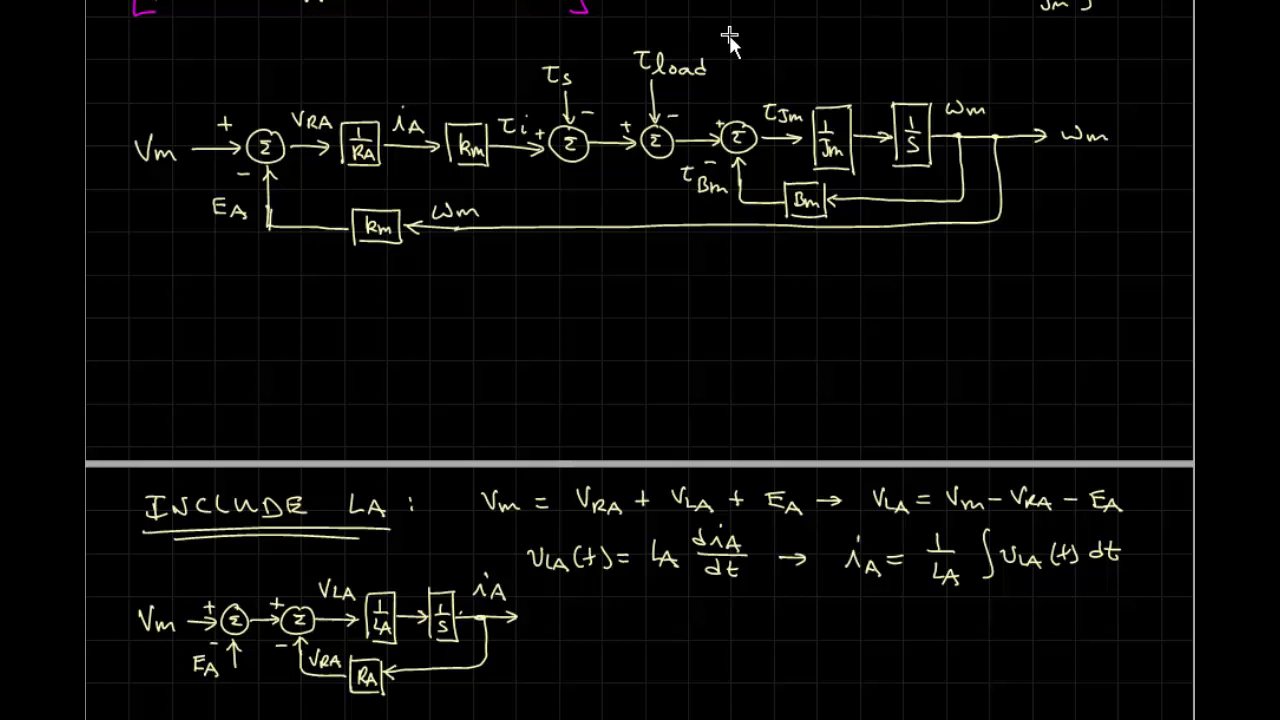 Jm
τs τload
Vm + Σ VRA 1/RA iA km τi + Σ - + Σ - + Σ τJm 1/Jm 1/s ωm ωm
- EA km ωm - τBm Bm
INCLUDE LA : Vm = VRA + VLA + EA → VLA = Vm - VRA - EA
VLA(t) = LA diA/dt → iA = 1/LA ∫ VLA(t) dt
Vm + Σ + Σ VLA 1/LA 1/s iA
- EA - VRA RA